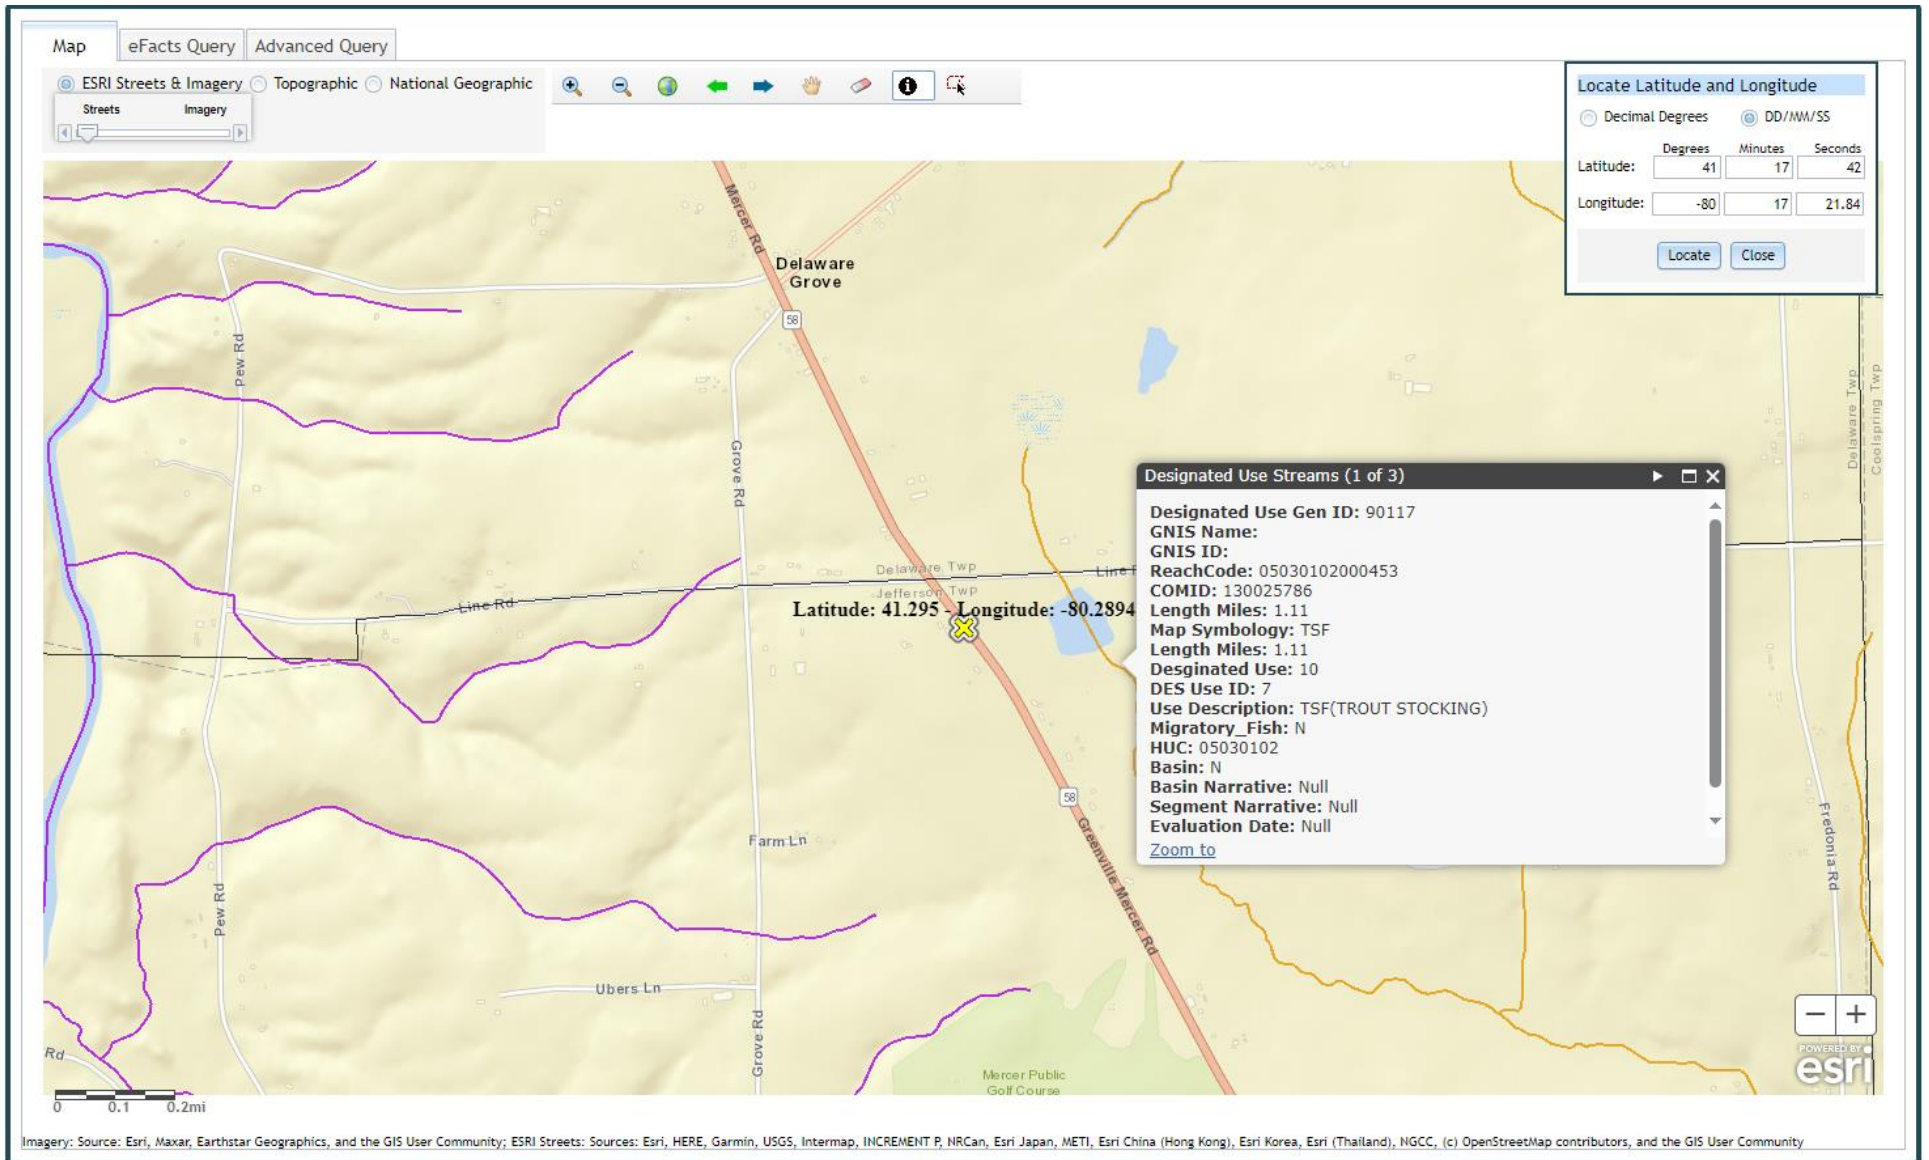 Map eFacts Query Advanced Query
ESRI Streets & Imagery Topographic National Geographic
Streets Imagery
Locate Latitude and Longitude
Decimal Degrees DD/MM/SS
Degrees Minutes Seconds
Latitude: 41 17 42
Longitude: -80 17 21.84
Locate Close
Mercer Rd
Delaware
Grove
58
Pew Rd
Grove Rd
Delaware Twp
Coolspring Twp
Delaware Twp
Jefferson Twp
Line Rd
Line
Latitude: 41.295 - Longitude: -80.2894
Designated Use Streams (1 of 3)
Designated Use Gen ID: 90117
GNIS Name:
GNIS ID:
ReachCode: 05030102000453
COMID: 130025786
Length Miles: 1.11
Map Symbology: TSF
Length Miles: 1.11
Desginated Use: 10
DES Use ID: 7
Use Description: TSF(TROUT STOCKING)
Migratory_Fish: N
HUC: 05030102
Basin: N
Basin Narrative: Null
Segment Narrative: Null
Evaluation Date: Null
Zoom to
58
Farm Ln
Greenville Mercer Rd
Fredonia Rd
Pew Rd
Ubers Ln
Grove Rd
Rd
Mercer Public
Golf Course
0 0.1 0.2mi
POWERED BY
esri
Imagery: Source: Esri, Maxar, Earthstar Geographics, and the GIS User Community; ESRI Streets: Sources: Esri, HERE, Garmin, USGS, Intermap, INCREMENT P, NRCan, Esri Japan, METI, Esri China (Hong Kong), Esri Korea, Esri (Thailand), NGCC, (c) OpenStreetMap contributors, and the GIS User Community